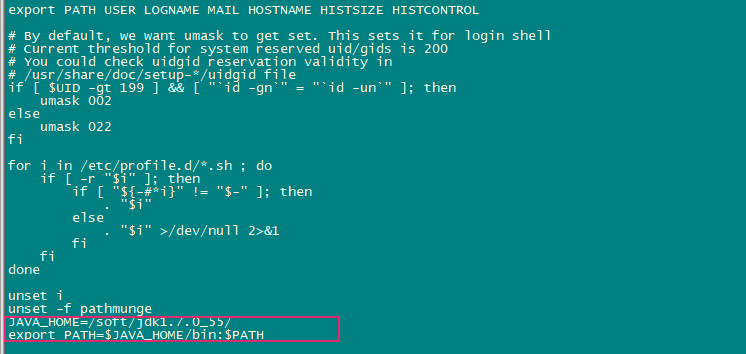 export PATH USER LOGNAME MAIL HOSTNAME HISTSIZE HISTCONTROL
# By default, we want umask to get set. This sets it for login shell
# Current threshold for system reserved uid/gids is 200
# You could check uidgid reservation validity in
# /usr/share/doc/setup-*/uidgid file
if [ $UID -gt 199 ] && [ "`id -gn`" = "`id -un`" ]; then
    umask 002
else
    umask 022
fi
for i in /etc/profile.d/*.sh ; do
    if [ -r "$i" ]; then
        if [ "${-#*i}" != "$-" ]; then
            . "$i"
        else
            . "$i" >/dev/null 2>&1
        fi
    fi
done
unset i
unset -f pathmunge
JAVA_HOME=/soft/jdk1.7.0_55/
export PATH=$JAVA_HOME/bin:$PATH